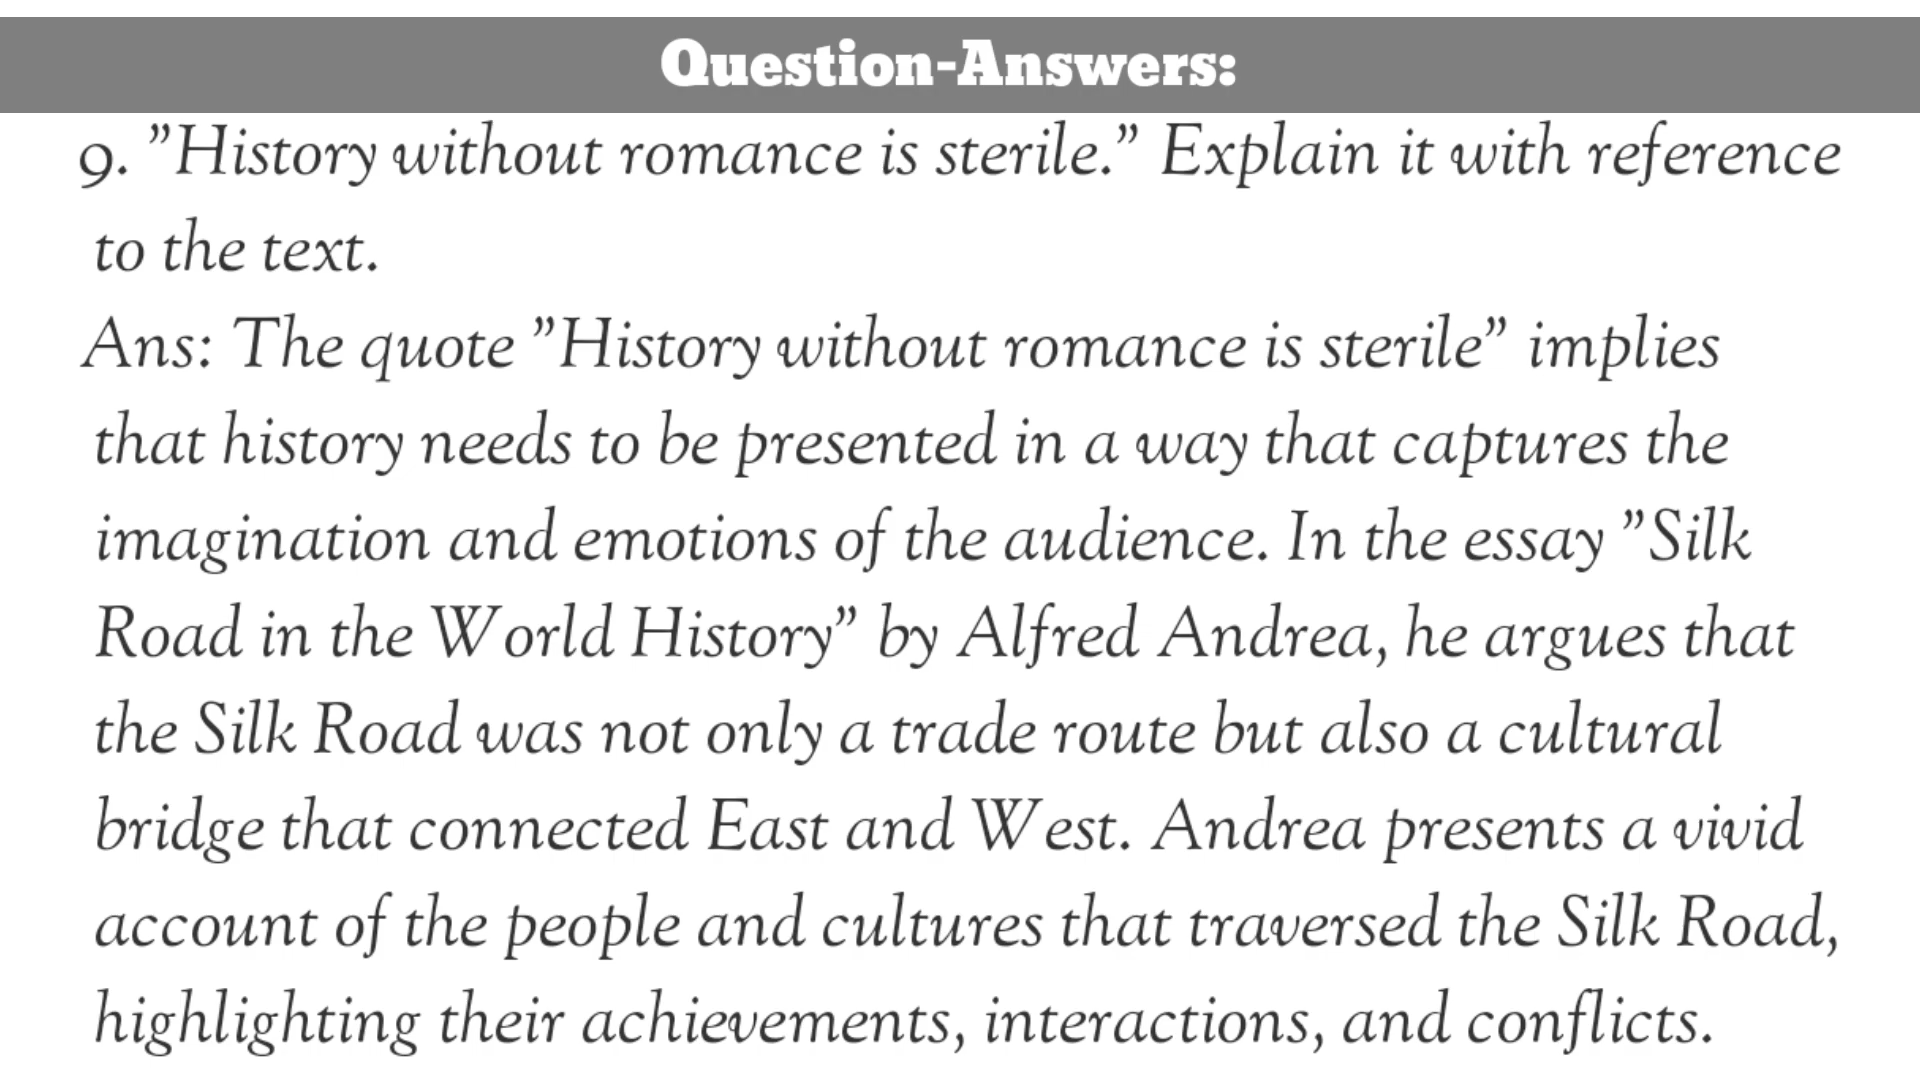 Question-Answers:
9. ”History without romance is sterile.” Explain it with reference
to the text.
Ans: The quote ”History without romance is sterile” implies
that history needs to be presented in a way that captures the
imagination and emotions of the audience. In the essay ”Silk
Road in the World History” by Alfred Andrea, he argues that
the Silk Road was not only a trade route but also a cultural
bridge that connected East and West. Andrea presents a vivid
account of the people and cultures that traversed the Silk Road,
highlighting their achievements, interactions, and conflicts.